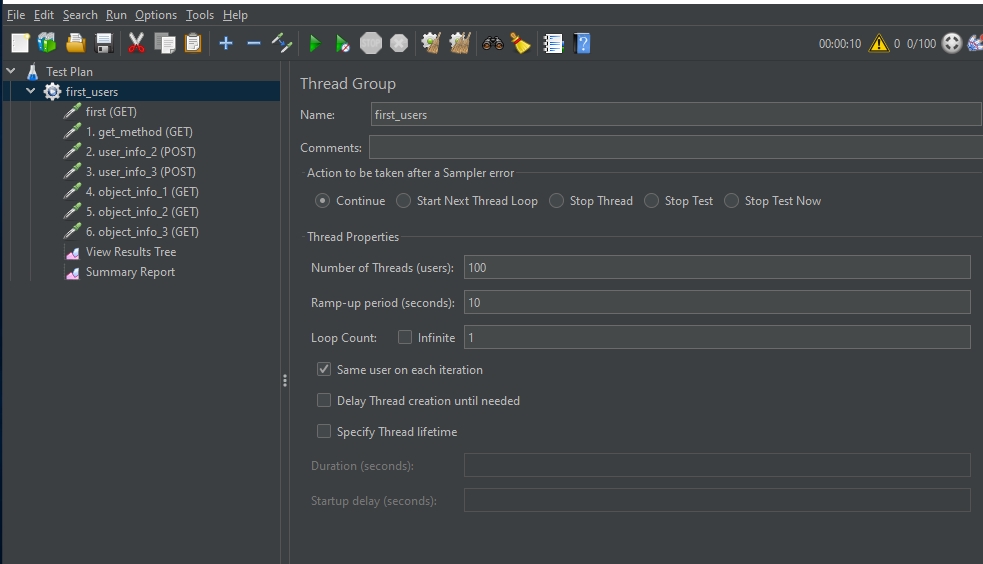 File Edit Search Run Options Tools Help
STOP
00:00:10 0 0/100
Test Plan
first_users
first (GET)
1. get_method (GET)
2. user_info_2 (POST)
3. user_info_3 (POST)
4. object_info_1 (GET)
5. object_info_2 (GET)
6. object_info_3 (GET)
View Results Tree
Summary Report
Thread Group
Name: first_users
Comments:
Action to be taken after a Sampler error
Continue Start Next Thread Loop Stop Thread Stop Test Stop Test Now
Thread Properties
Number of Threads (users): 100
Ramp-up period (seconds): 10
Loop Count: Infinite 1
Same user on each iteration
Delay Thread creation until needed
Specify Thread lifetime
Duration (seconds):
Startup delay (seconds):